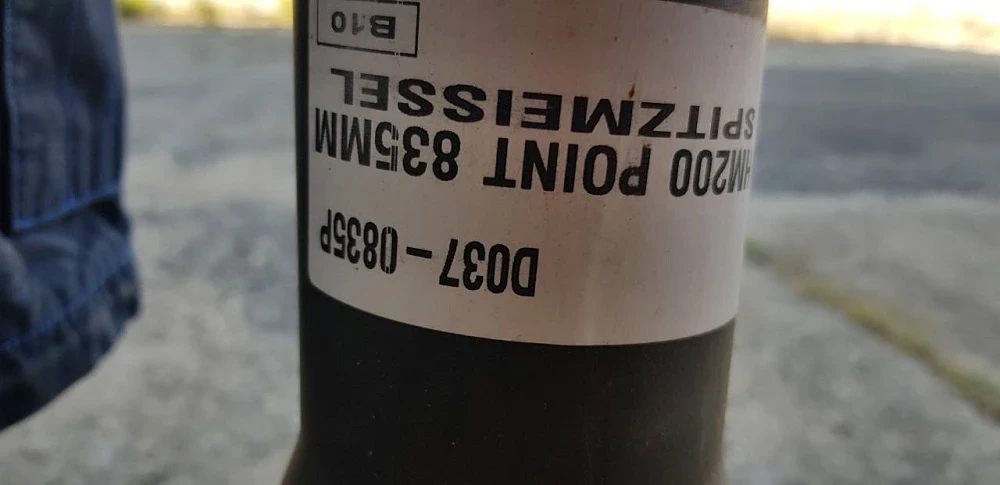 D037-0835P
HM200 POINT 835MM
SPITZMEISSEL
B10